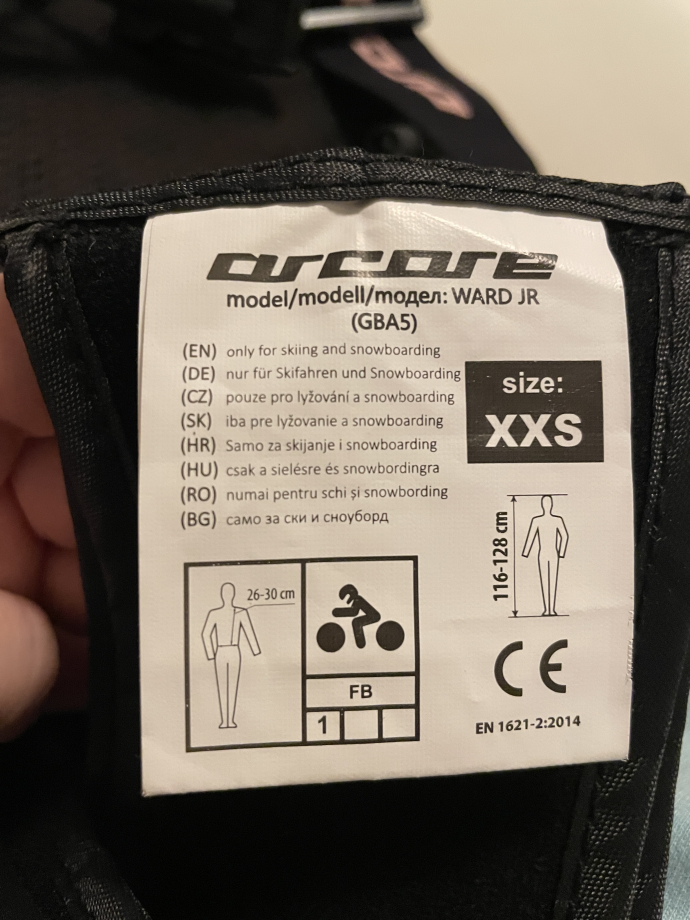 arcore
model/modell/модел: WARD JR
(GBA5)
(EN) only for skiing and snowboarding
(DE) nur für Skifahren und Snowboarding
(CZ) pouze pro lyžování a snowboarding
(SK) iba pre lyžovanie a snowboarding
(HR) Samo za skijanje i snowboarding
(HU) csak a sielésre és snowbordingra
(RO) numai pentru schi și snowbording
(BG) само за ски и сноуборд
size:
XXS
116-128 cm
26-30 cm
FB
1
CE
EN 1621-2:2014